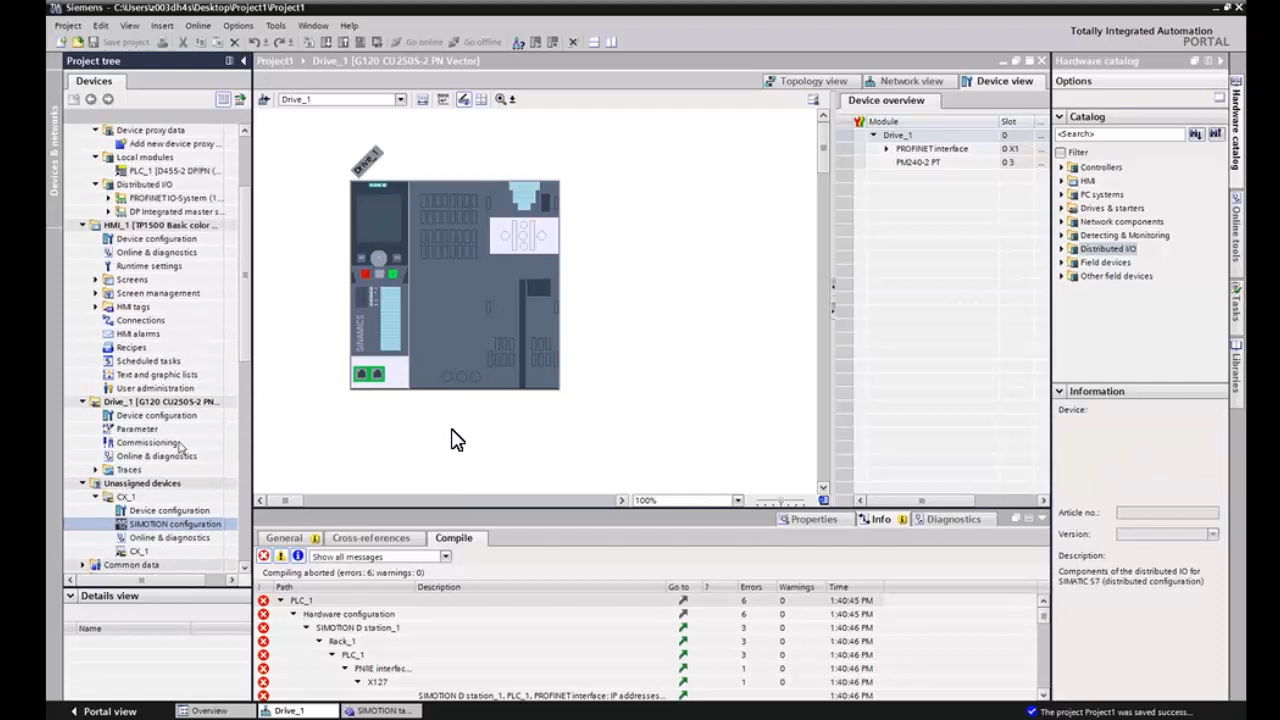 Siemens - C:\Users\z003dh4s\Desktop\Project1\Project1
Project Edit View Insert Online Options Tools Window Help
Totally Integrated Automation
PORTAL
Save project
Go online
Go offline
Project tree
Devices
Devices & networks
Device proxy data
Add new device proxy ...
Local modules
PLC_1 [D455-2 DP/PN (...
Distributed I/O
PROFINET IO-System (1...
DP Integrated master s...
HMI_1 [TP1500 Basic color ...
Device configuration
Online & diagnostics
Runtime settings
Screens
Screen management
HMI tags
Connections
HMI alarms
Recipes
Scheduled tasks
Text and graphic lists
User administration
Drive_1 [G120 CU250S-2 PN...
Device configuration
Parameter
Commissioning
Online & diagnostics
Traces
Unassigned devices
CX_1
Device configuration
SIMOTION configuration
Online & diagnostics
CX_1
Common data
Details view
Name
Project1 ▸ Drive_1 [G120 CU250S-2 PN Vector]
Topology view
Network view
Device view
Drive_1
Drive_1
SINAMICS
100%
Device overview
Module Slot
Drive_1 0
PROFINET interface 0 X1
PM240-2 PT 0 3
Properties
Info
Diagnostics
General
Cross-references
Compile
Show all messages
Compiling aborted (errors: 6; warnings: 0)
! Path Description Go to ? Errors Warnings Time
PLC_1 6 0 1:40:45 PM
Hardware configuration 6 0 1:40:45 PM
SIMOTION D station_1 3 0 1:40:46 PM
Rack_1 3 0 1:40:46 PM
PLC_1 3 0 1:40:46 PM
PN/IE interfac... 1 0 1:40:46 PM
X127 1 0 1:40:46 PM
SIMOTION D station_1, PLC_1, PROFINET interface: IP addresses... 1:40:46 PM
Hardware catalog
Options
Catalog
<Search>
Filter
Controllers
HMI
PC systems
Drives & starters
Network components
Detecting & Monitoring
Distributed I/O
Field devices
Other field devices
Information
Device:
Article no.:
Version:
Description:
Components of the distributed IO for
SIMATIC S7 (distributed configuration)
Hardware catalog
Online tools
Tasks
Libraries
Portal view
Overview
Drive_1
SIMOTION ta...
The project Project1 was saved success...